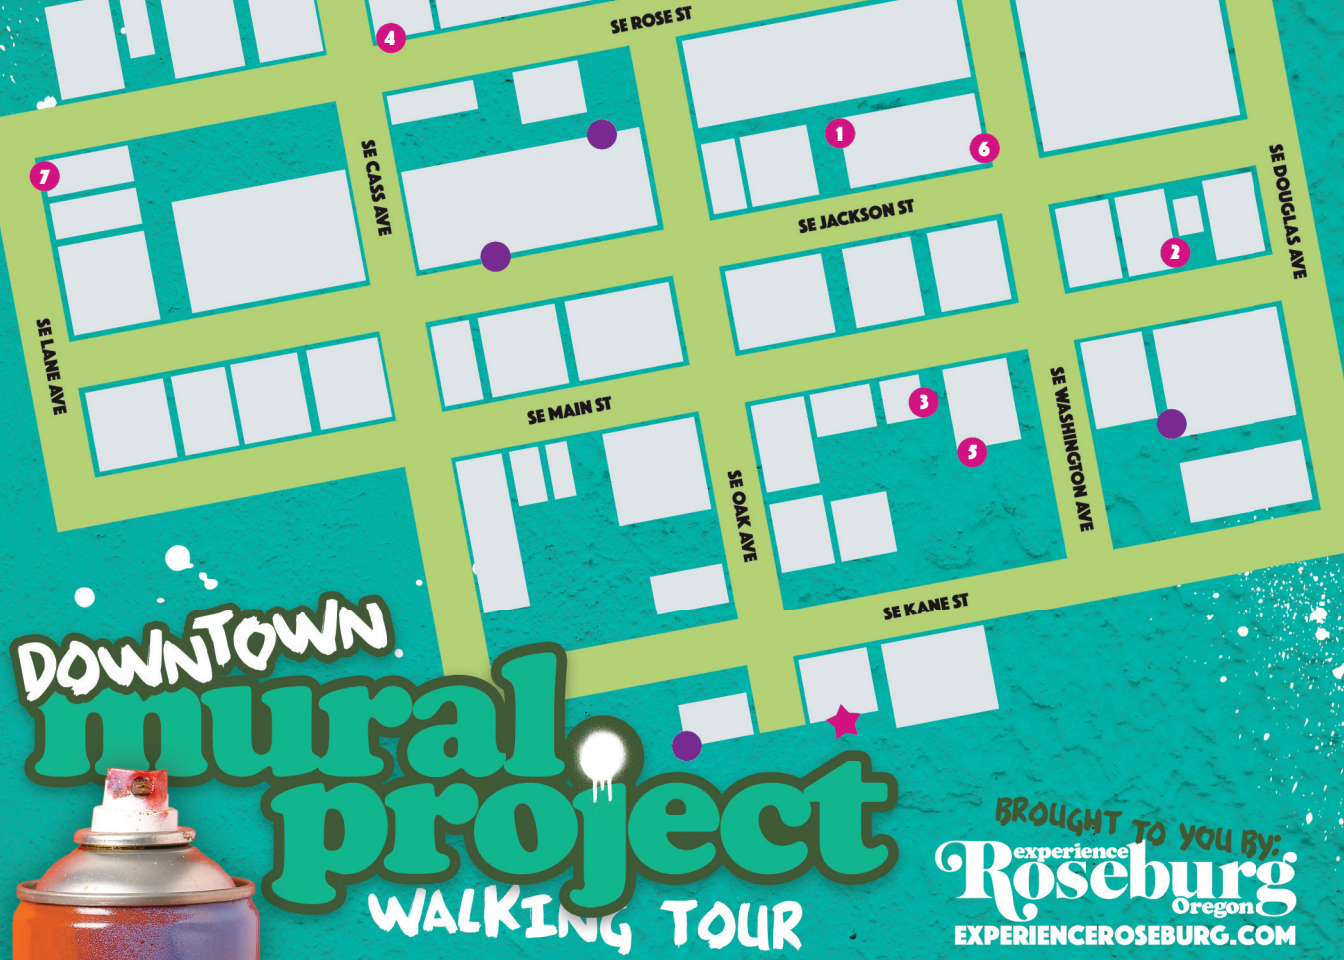 SE ROSE ST
4
SE CASS AVE
1
6
SE DOUGLAS AVE
7
SE JACKSON ST
2
SE LANE AVE
SE MAIN ST
3
5
SE WASHINGTON AVE
SE OAK AVE
SE KANE ST
DOWNTOWN
mural
project
WALKING TOUR
BROUGHT TO YOU BY:
experience
Roseburg
Oregon
EXPERIENCEROSEBURG.COM